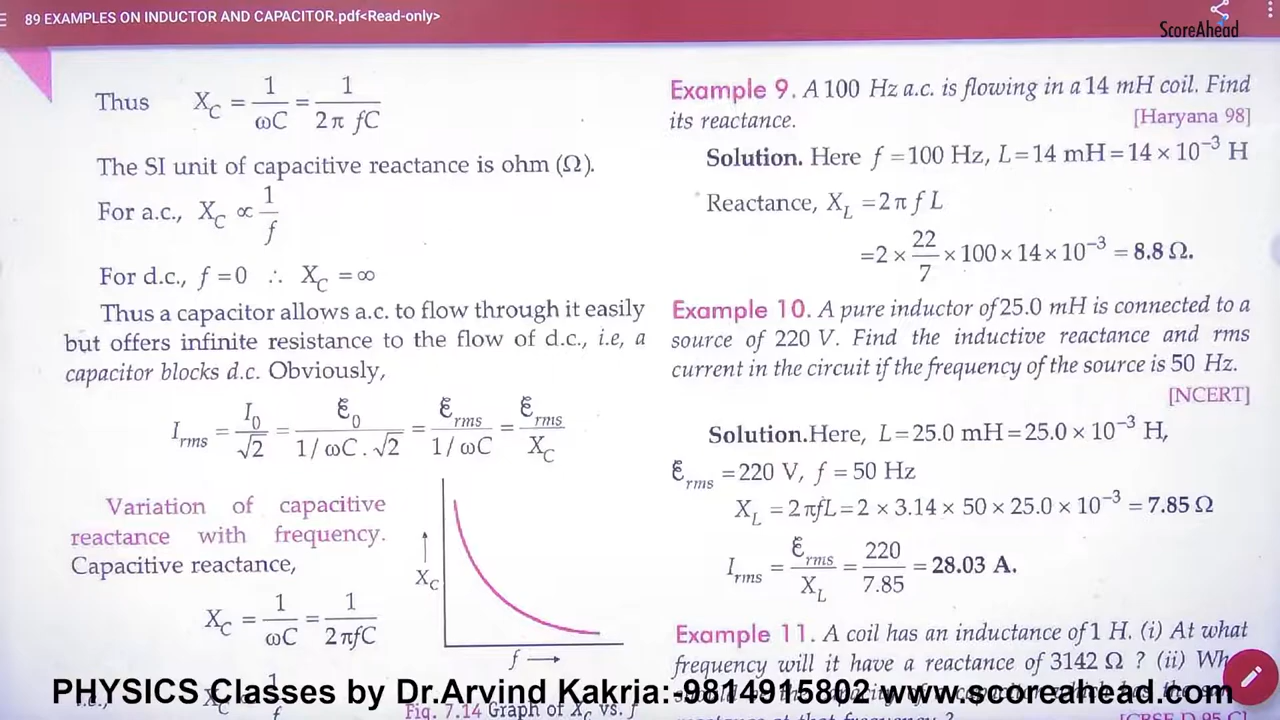 89 EXAMPLES ON INDUCTOR AND CAPACITOR.pdf<Read-only>
ScoreAhead
Thus X_C = 1/ωC = 1/2π fC
The SI unit of capacitive reactance is ohm (Ω).
For a.c., X_C ∝ 1/f
For d.c., f = 0 ∴ X_C = ∞
Thus a capacitor allows a.c. to flow through it easily
but offers infinite resistance to the flow of d.c., i.e, a
capacitor blocks d.c. Obviously,
I_rms = I_0/√2 = ℰ_0/(1/ωC . √2) = ℰ_rms/(1/ωC) = ℰ_rms/X_C
Variation of capacitive
reactance with frequency.
Capacitive reactance,
X_C = 1/ωC = 1/2πfC
X_C
f
Fig. 7.14 Graph of X_C vs. f
Example 9. A 100 Hz a.c. is flowing in a 14 mH coil. Find
its reactance. [Haryana 98]
Solution. Here f = 100 Hz, L = 14 mH = 14 × 10⁻³ H
Reactance, X_L = 2π f L
= 2 × 22/7 × 100 × 14 × 10⁻³ = 8.8 Ω.
Example 10. A pure inductor of 25.0 mH is connected to a
source of 220 V. Find the inductive reactance and rms
current in the circuit if the frequency of the source is 50 Hz.
[NCERT]
Solution.Here, L = 25.0 mH = 25.0 × 10⁻³ H,
ℰ_rms = 220 V, f = 50 Hz
X_L = 2πfL = 2 × 3.14 × 50 × 25.0 × 10⁻³ = 7.85 Ω
I_rms = ℰ_rms/X_L = 220/7.85 = 28.03 A.
Example 11. A coil has an inductance of 1 H. (i) At what
frequency will it have a reactance of 3142 Ω ? (ii)
PHYSICS Classes by Dr.Arvind Kakria:-9814915802 www.scoreahead.com